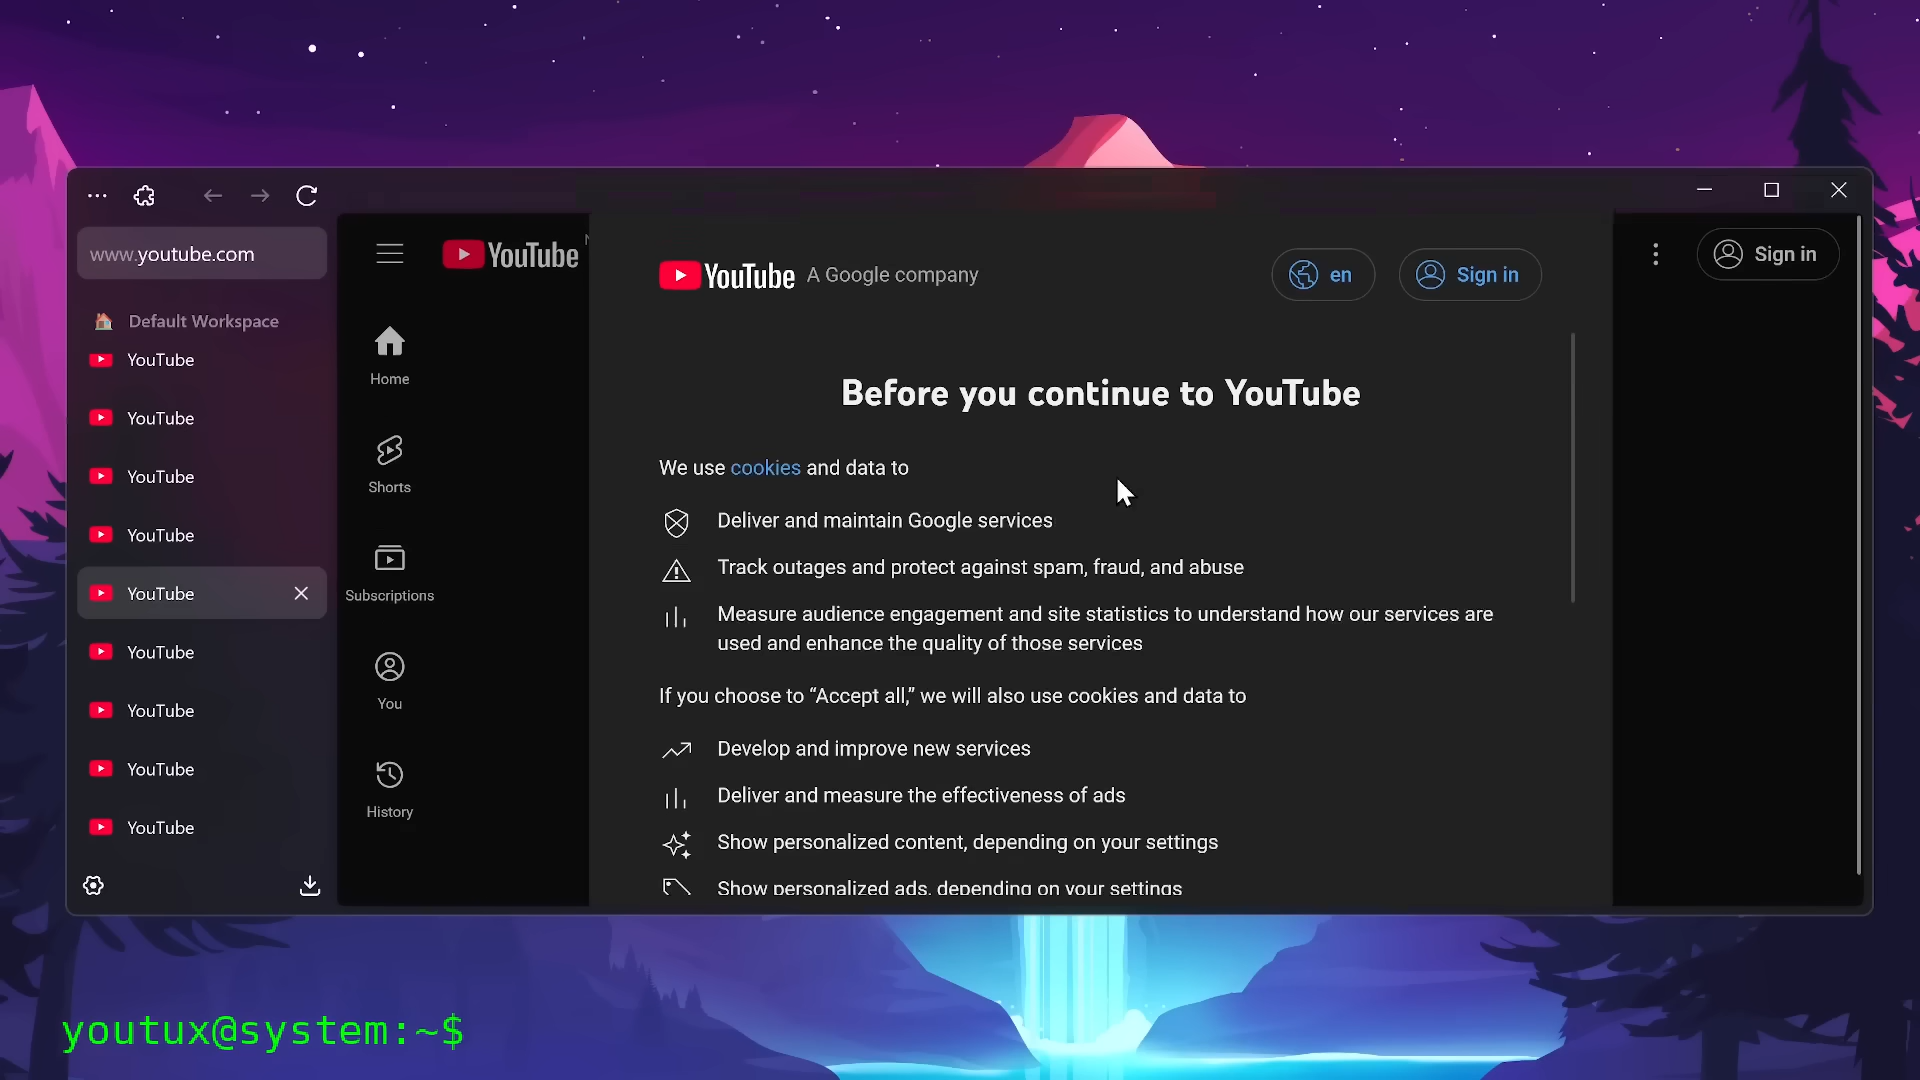 www.youtube.com
Default Workspace
YouTube
YouTube
YouTube
YouTube
YouTube
YouTube
YouTube
YouTube
YouTube
YouTube
Home
Shorts
Subscriptions
You
History
YouTube A Google company
en
Sign in
Sign in
Before you continue to YouTube
We use cookies and data to
Deliver and maintain Google services
Track outages and protect against spam, fraud, and abuse
Measure audience engagement and site statistics to understand how our services are
used and enhance the quality of those services
If you choose to “Accept all,” we will also use cookies and data to
Develop and improve new services
Deliver and measure the effectiveness of ads
Show personalized content, depending on your settings
Show personalized ads, depending on your settings
youtux@system:~$